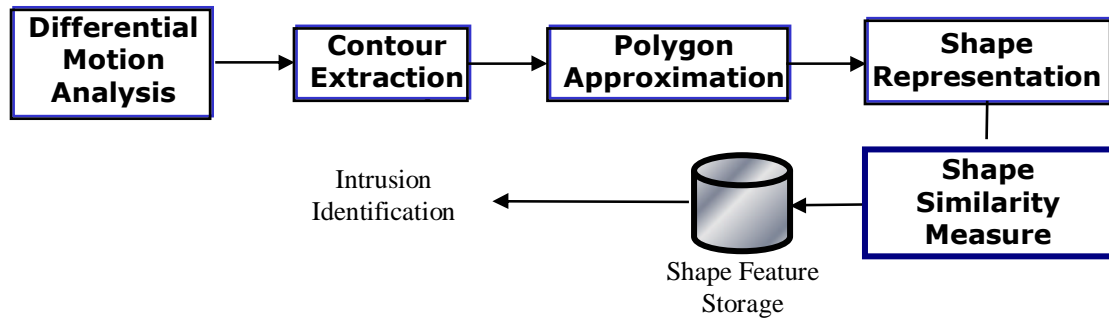 Differential
Motion
Analysis
Contour
Extraction
Polygon
Approximation
Shape
Representation
Shape
Similarity
Measure
Shape Feature
Storage
Intrusion
Identification